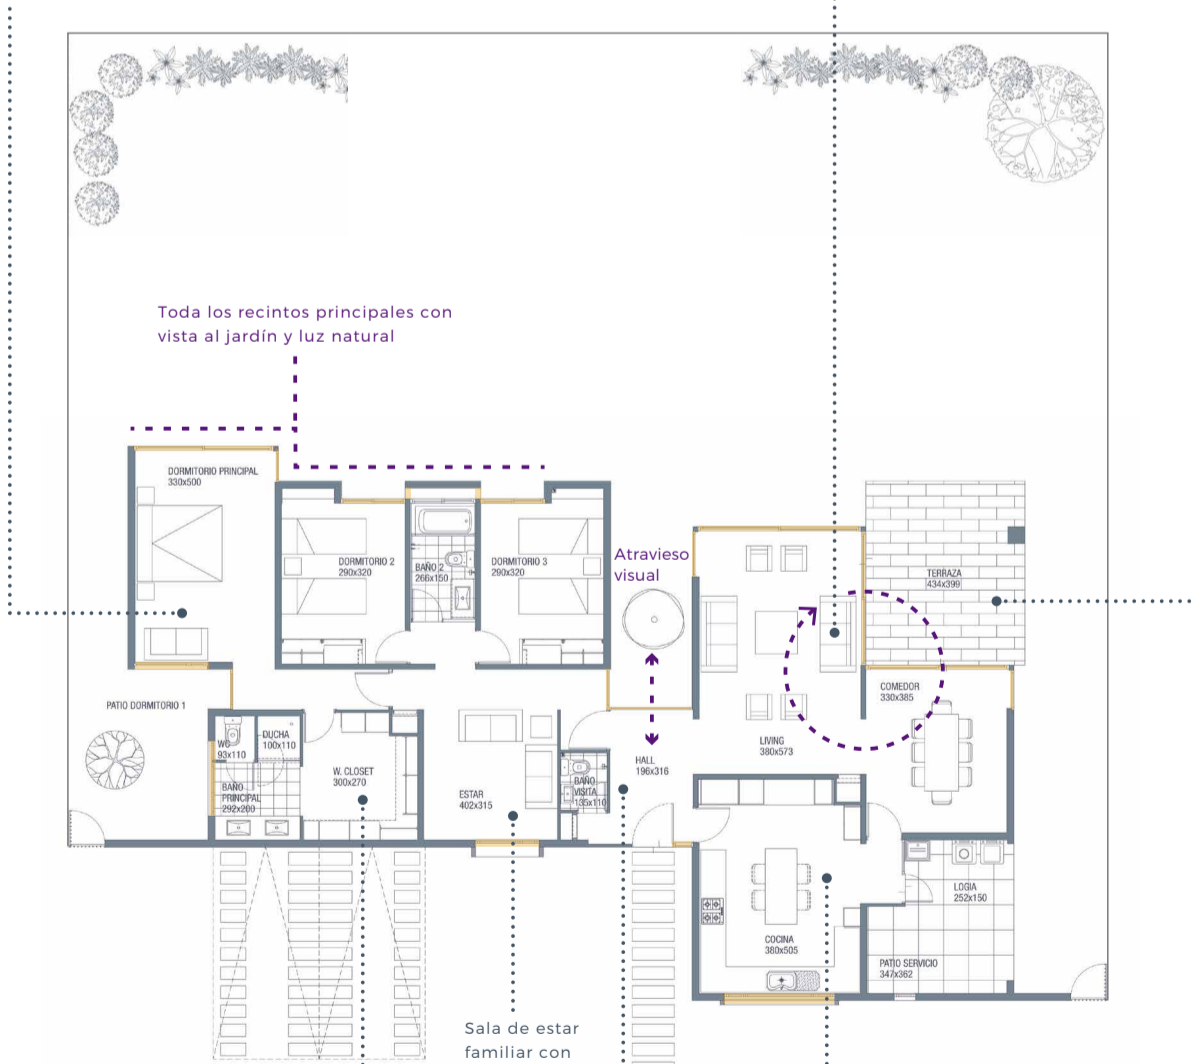 Toda los recintos principales con
vista al jardín y luz natural
DORMITORIO PRINCIPAL
330x500
DORMITORIO 2
290x320
BAÑO 2
266x150
DORMITORIO 3
290x320
Atravieso
visual
TERRAZA
434x399
PATIO DORMITORIO 1
WC
93x110
DUCHA
100x110
BAÑO
PRINCIPAL
292x200
W. CLOSET
300x270
ESTAR
402x315
BAÑO
VISITA
135x110
HALL
196x316
LIVING
380x573
COMEDOR
330x385
COCINA
380x505
LOGIA
252x150
PATIO SERVICIO
347x362
Sala de estar
familiar con